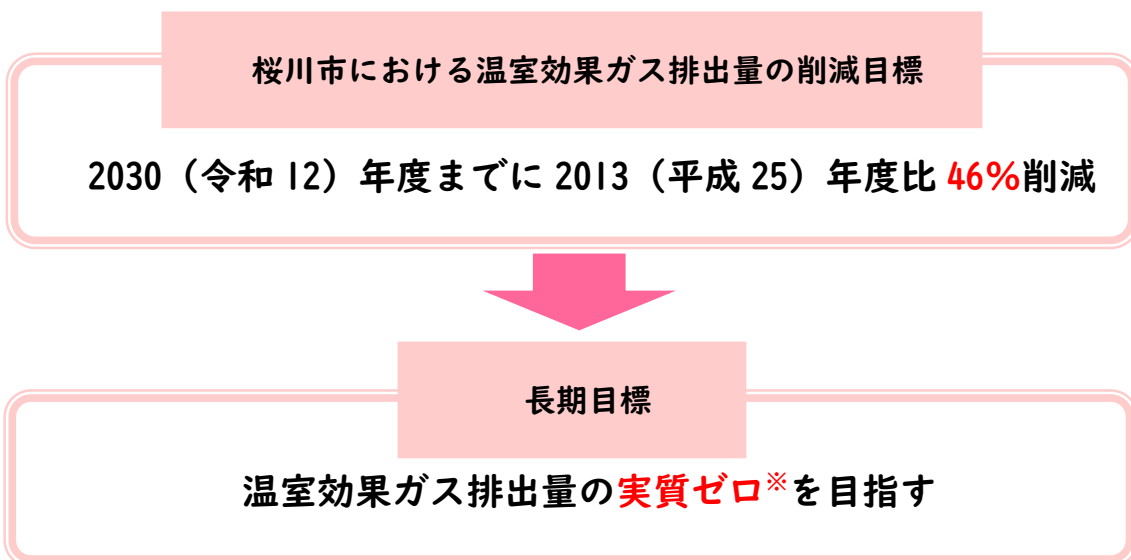 桜川市における温室効果ガス排出量の削減目標
2030（令和 12）年度までに 2013（平成 25）年度比 46%削減
長期目標
温室効果ガス排出量の実質ゼロ※を目指す